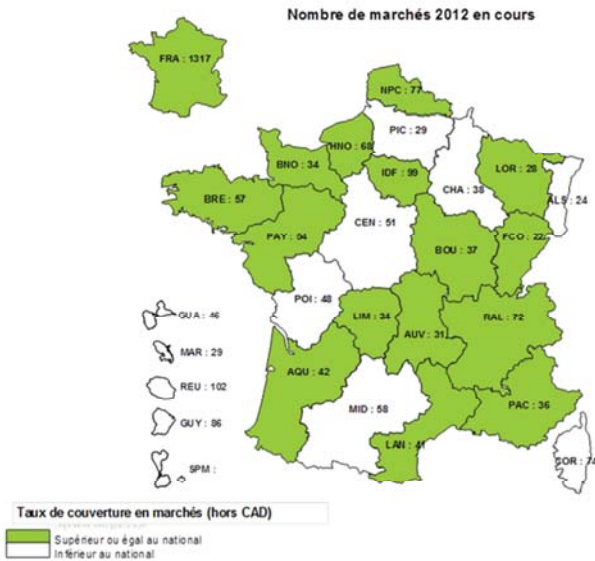 Nombre de marchés 2012 en cours
FRA : 1317
NPC : 77
PIC : 29
HNO : 68
BNO : 34
IDF : 99
LOR : 28
CHA : 38
ALS : 24
BRE : 57
CEN : 51
PAY : 64
BOU : 37
FCO : 22
POI : 48
GUA : 46
LIM : 34
AUV : 31
RAL : 72
MAR : 29
AQU : 42
REU : 102
MID : 58
PAC : 36
GUY : 86
LAN : 41
COR : 74
SPM :
Taux de couverture en marchés (hors CAD)
Supérieur ou égal au national
Inférieur au national